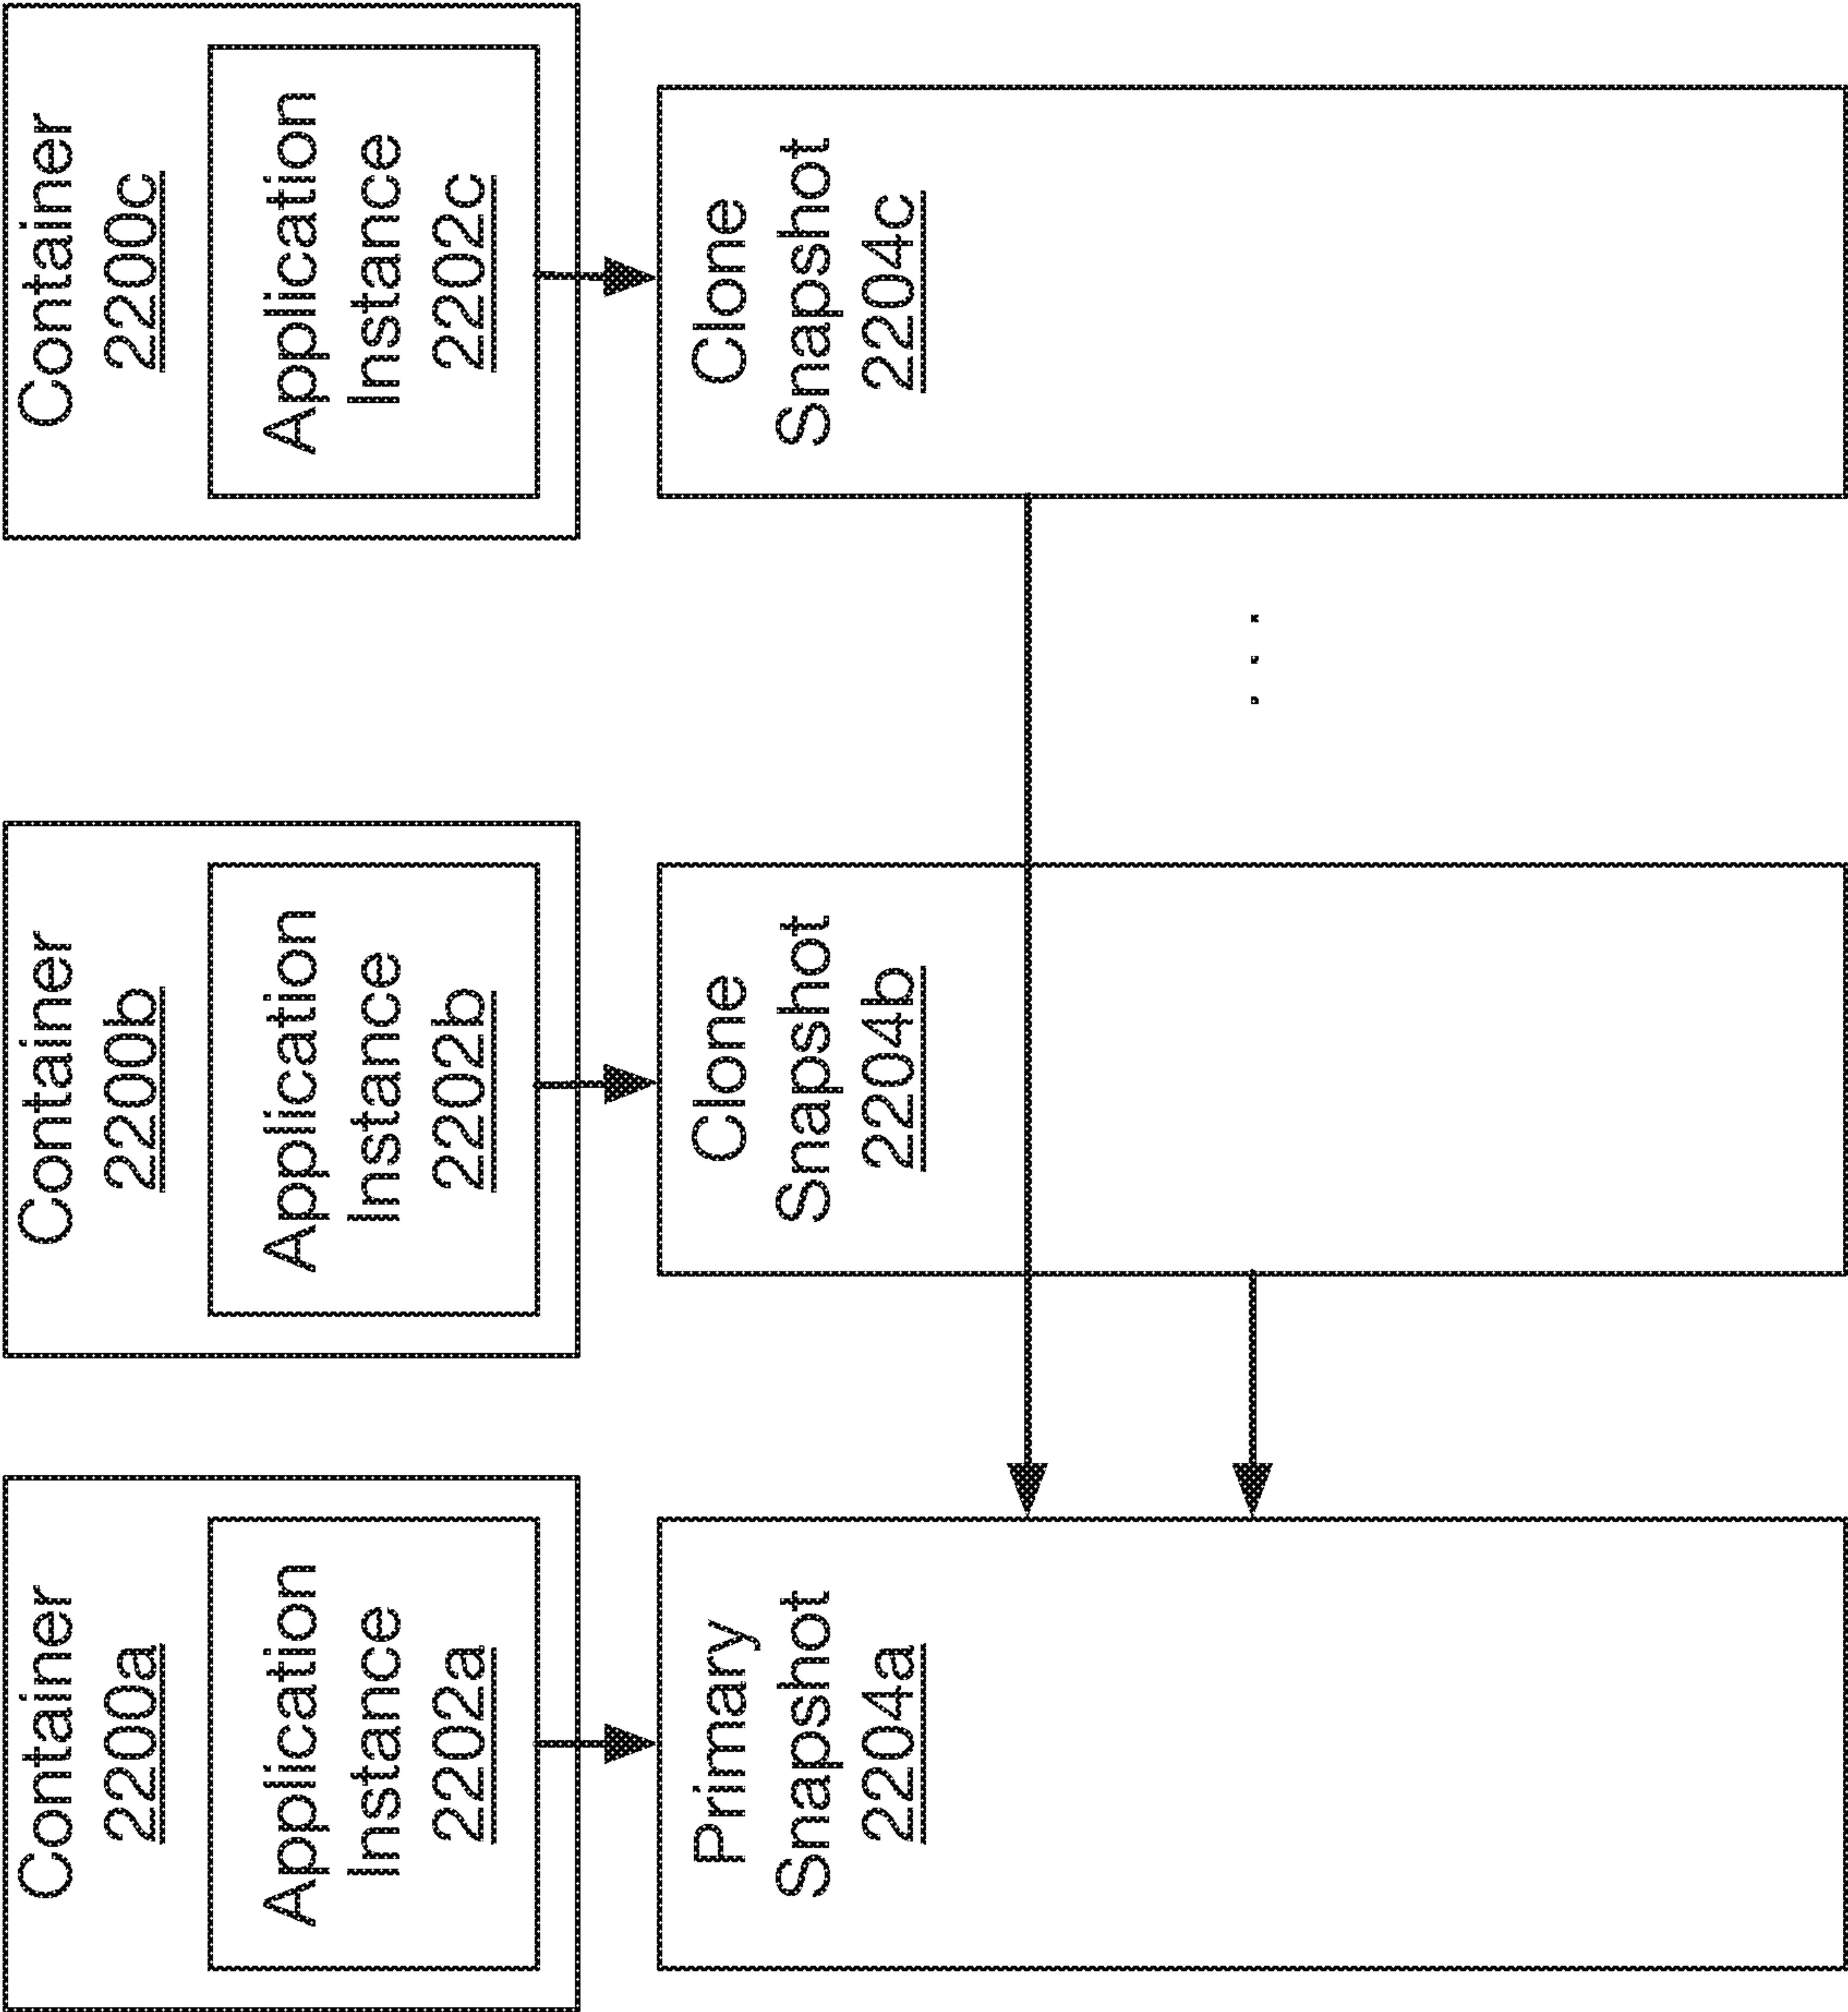 Container
2200a
Application
Instance
2202a
Primary
Snapshot
2204a
Container
2200b
Application
Instance
2202b
Clone
Snapshot
2204b
. . .
Container
2200c
Application
Instance
2202c
Clone
Snapshot
2204c